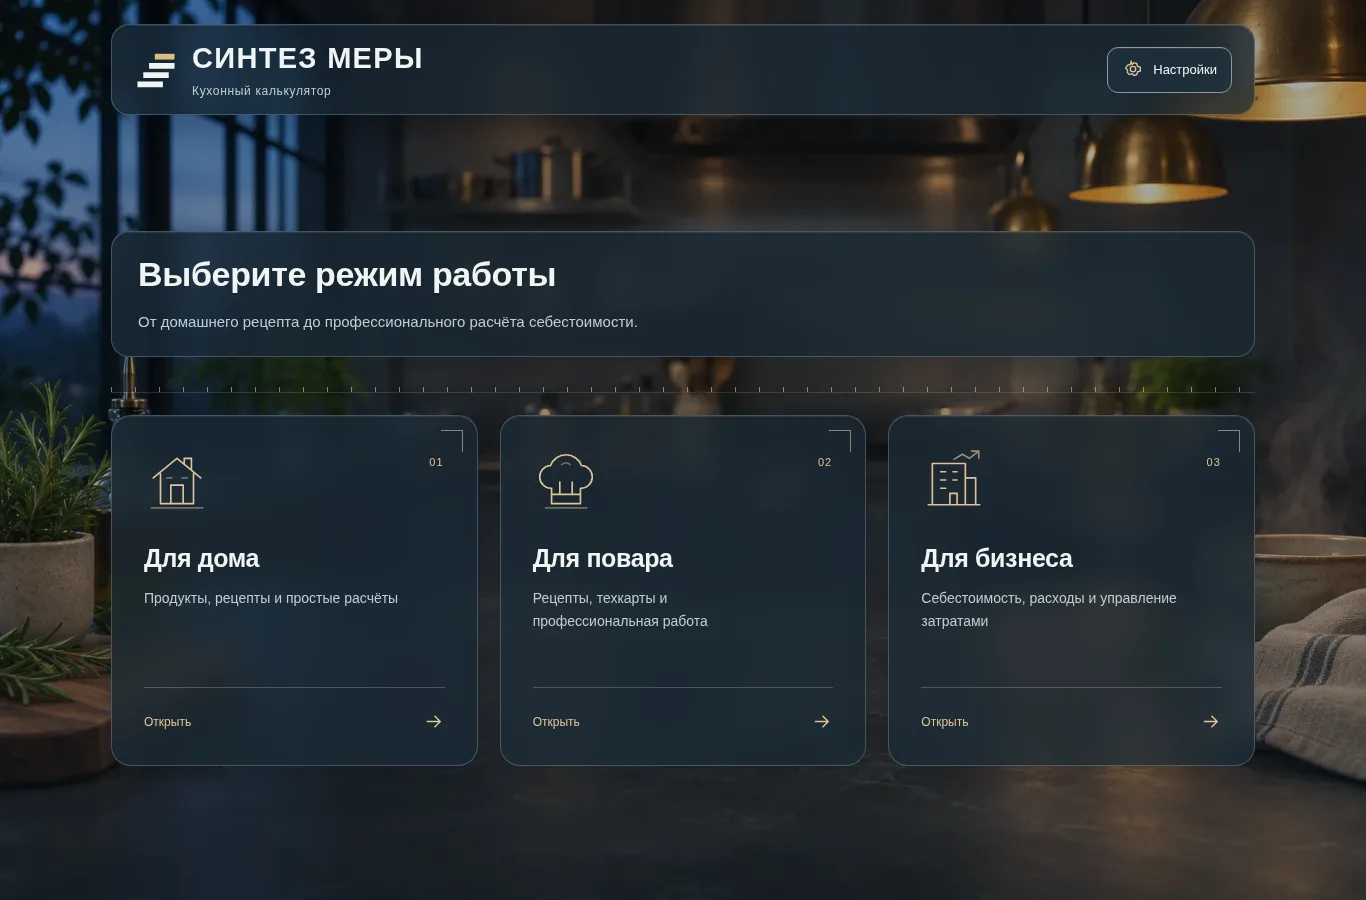 СИНТЕЗ МЕРЫ
Кухонный калькулятор
Настройки
Выберите режим работы
От домашнего рецепта до профессионального расчёта себестоимости.
01
Для дома
Продукты, рецепты и простые расчёты
Открыть
02
Для повара
Рецепты, техкарты и
профессиональная работа
Открыть
03
Для бизнеса
Себестоимость, расходы и управление
затратами
Открыть